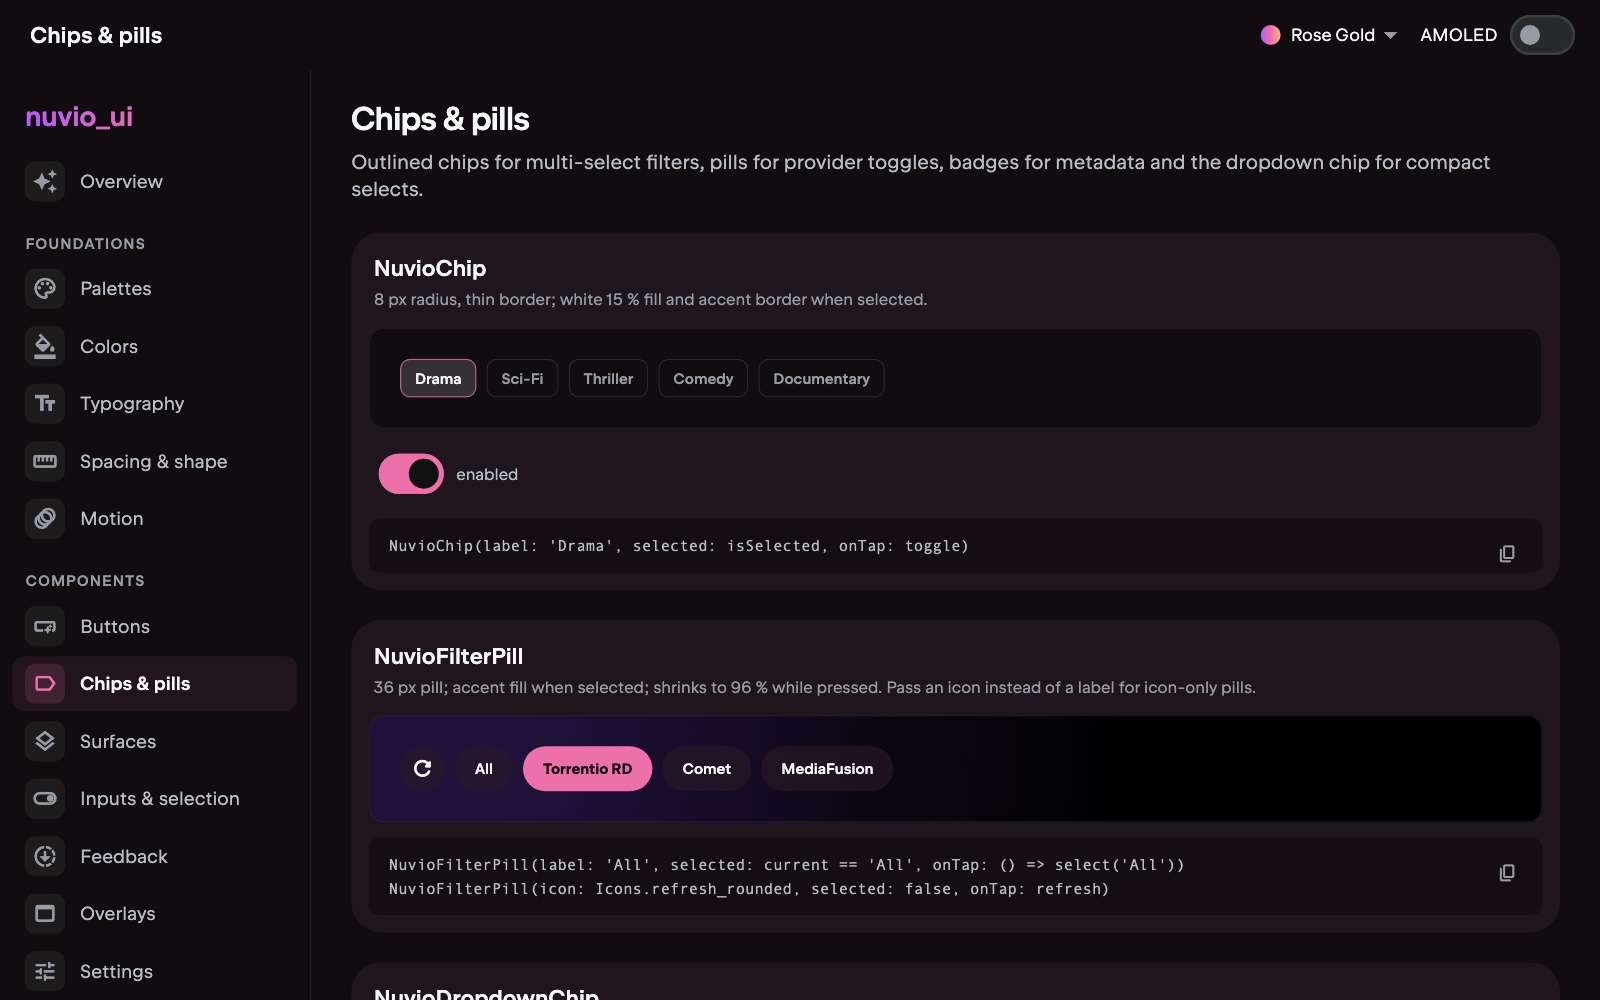 Chips & pills
Rose Gold
AMOLED
nuvio_ui
Overview
FOUNDATIONS
Palettes
Colors
Typography
Spacing & shape
Motion
COMPONENTS
Buttons
Chips & pills
Surfaces
Inputs & selection
Feedback
Overlays
Settings
Chips & pills
Outlined chips for multi-select filters, pills for provider toggles, badges for metadata and the dropdown chip for compact
selects.
NuvioChip
8 px radius, thin border; white 15 % fill and accent border when selected.
Drama
Sci-Fi
Thriller
Comedy
Documentary
enabled
NuvioChip(label: 'Drama', selected: isSelected, onTap: toggle)
NuvioFilterPill
36 px pill; accent fill when selected; shrinks to 96 % while pressed. Pass an icon instead of a label for icon-only pills.
All
Torrentio RD
Comet
MediaFusion
NuvioFilterPill(label: 'All', selected: current == 'All', onTap: () => select('All'))
NuvioFilterPill(icon: Icons.refresh_rounded, selected: false, onTap: refresh)
NuvioDropdownChip